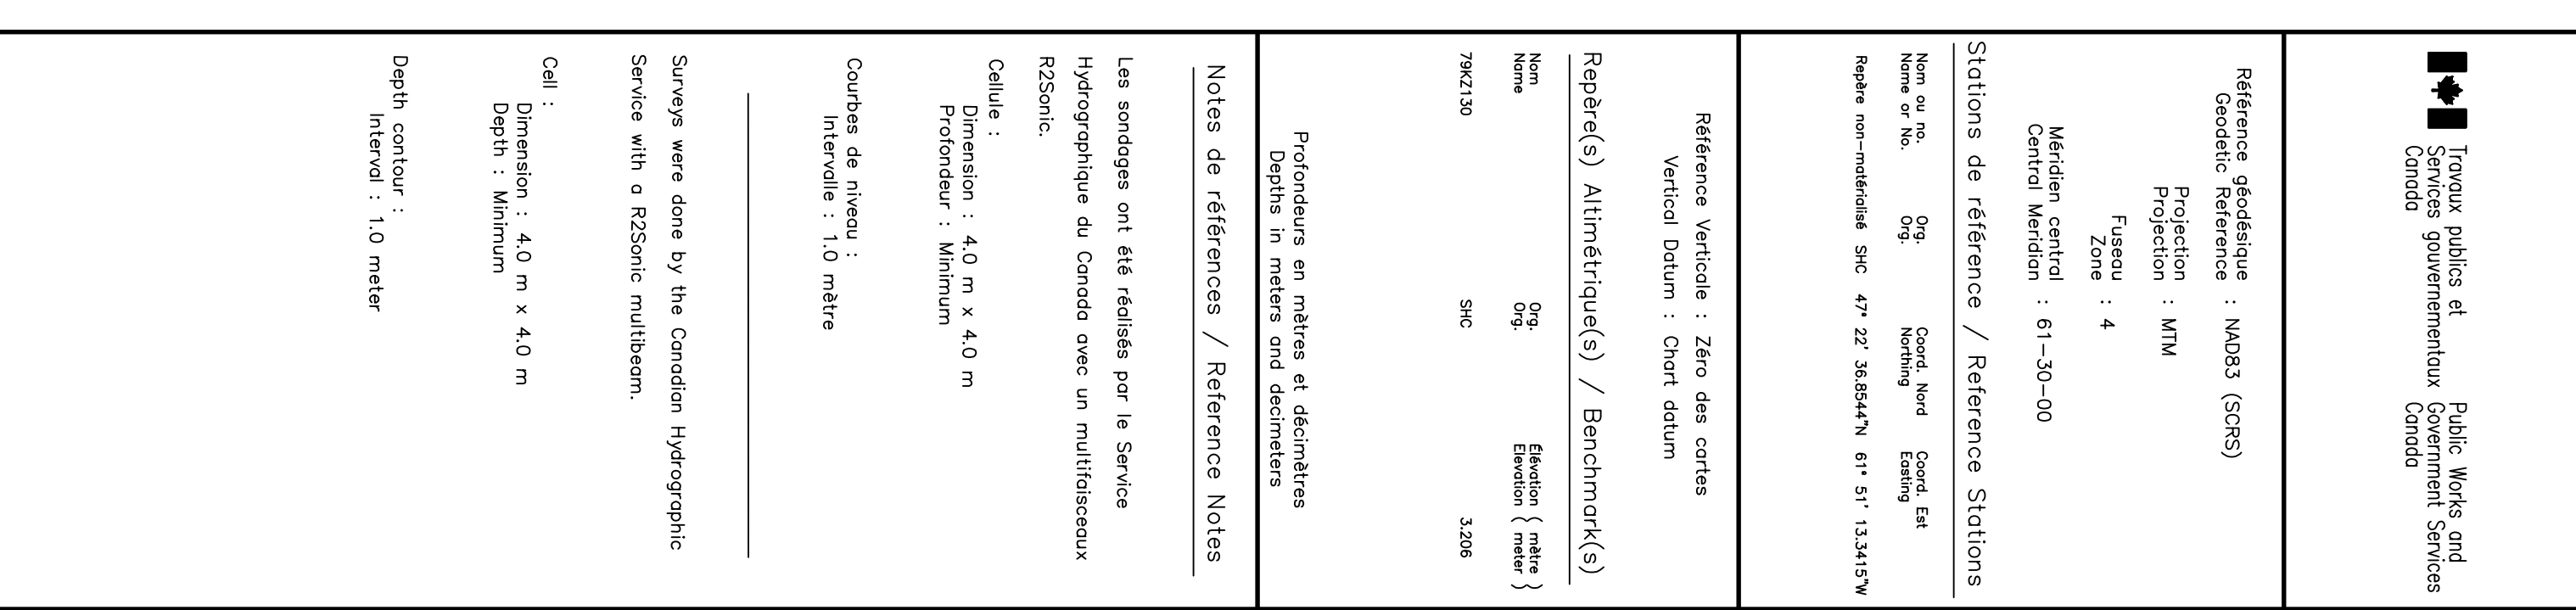 Travaux publics et Public Works and
Services gouvernementaux Government Services
Canada Canada
Référence géodésique
Geodetic Reference : NAD83 (SCRS)
Projection
Projection : MTM
Fuseau
Zone : 4
Méridien central
Central Meridian : 61-30-00
Stations de référence / Reference Stations
Nom ou no. Org. Coord. Nord Coord. Est
Name or No. Org. Northing Easting
Repère non-matérialisé SHC 47° 22' 36.8544"N 61° 51' 13.3415"W
Référence Verticale : Zéro des cartes
Vertical Datum : Chart datum
Repère(s) Altimétrique(s) / Benchmark(s)
Nom Org. Élévation ( mètre )
Name Org. Elevation ( meter )
79KZ130 SHC 3.206
Profondeurs en mètres et décimètres
Depths in meters and decimeters
Notes de références / Reference Notes
Les sondages ont été réalisés par le Service
Hydrographique du Canada avec un multifaisceaux
R2Sonic.
Cellule :
Dimension : 4.0 m x 4.0 m
Profondeur : Minimum
Courbes de niveau :
Intervalle : 1.0 mètre
Surveys were done by the Canadian Hydrographic
Service with a R2Sonic multibeam.
Cell :
Dimension : 4.0 m x 4.0 m
Depth : Minimum
Depth contour :
Interval : 1.0 meter